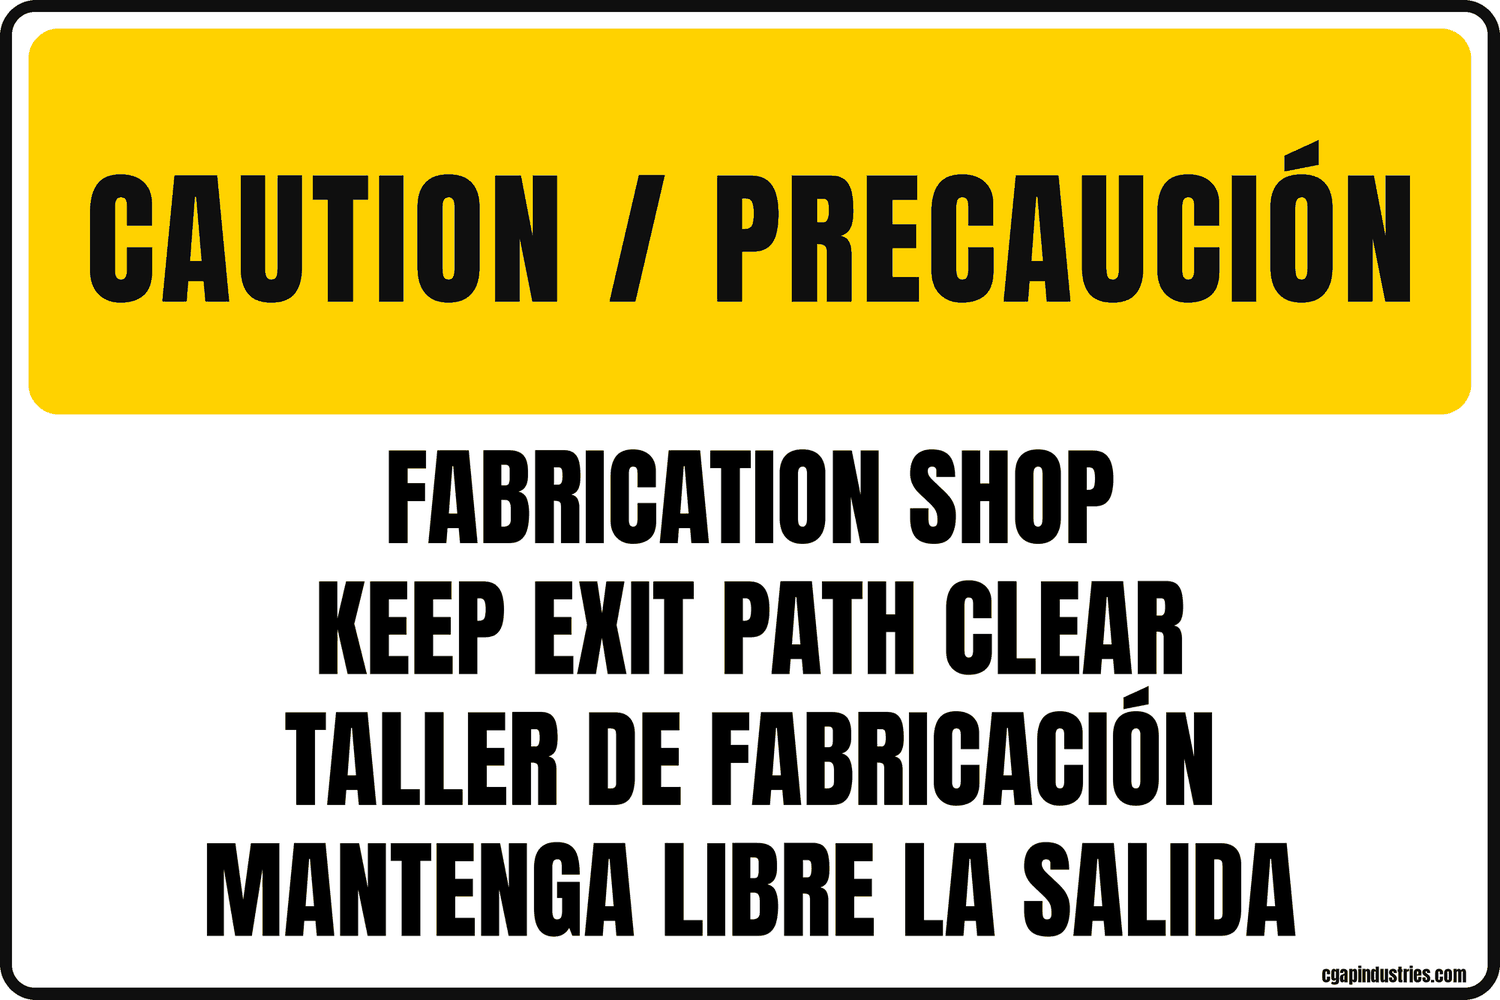 CAUTION / PRECAUCIÓN
FABRICATION SHOP
KEEP EXIT PATH CLEAR
TALLER DE FABRICACIÓN
MANTENGA LIBRE LA SALIDA
cgapindustries.com